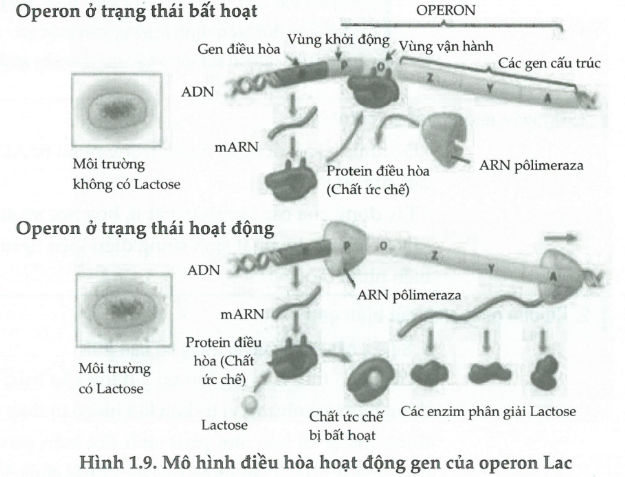 Operon ở trạng thái bất hoạt
OPERON
Vùng khởi động
Gen điều hòa
Vùng vận hành
Các gen cấu trúc
R P O Z Y A
ADN
mARN
Protein điều hòa
(Chất ức chế)
ARN pôlimeraza
Môi trường
không có Lactose
Operon ở trạng thái hoạt động
P O Z Y A
ADN
ARN pôlimeraza
mARN
Protein điều
hòa (Chất
ức chế)
Môi trường
có Lactose
Lactose
Chất ức chế
bị bất hoạt
Các enzim phân giải Lactose
Hình 1.9. Mô hình điều hòa hoạt động gen của operon Lac